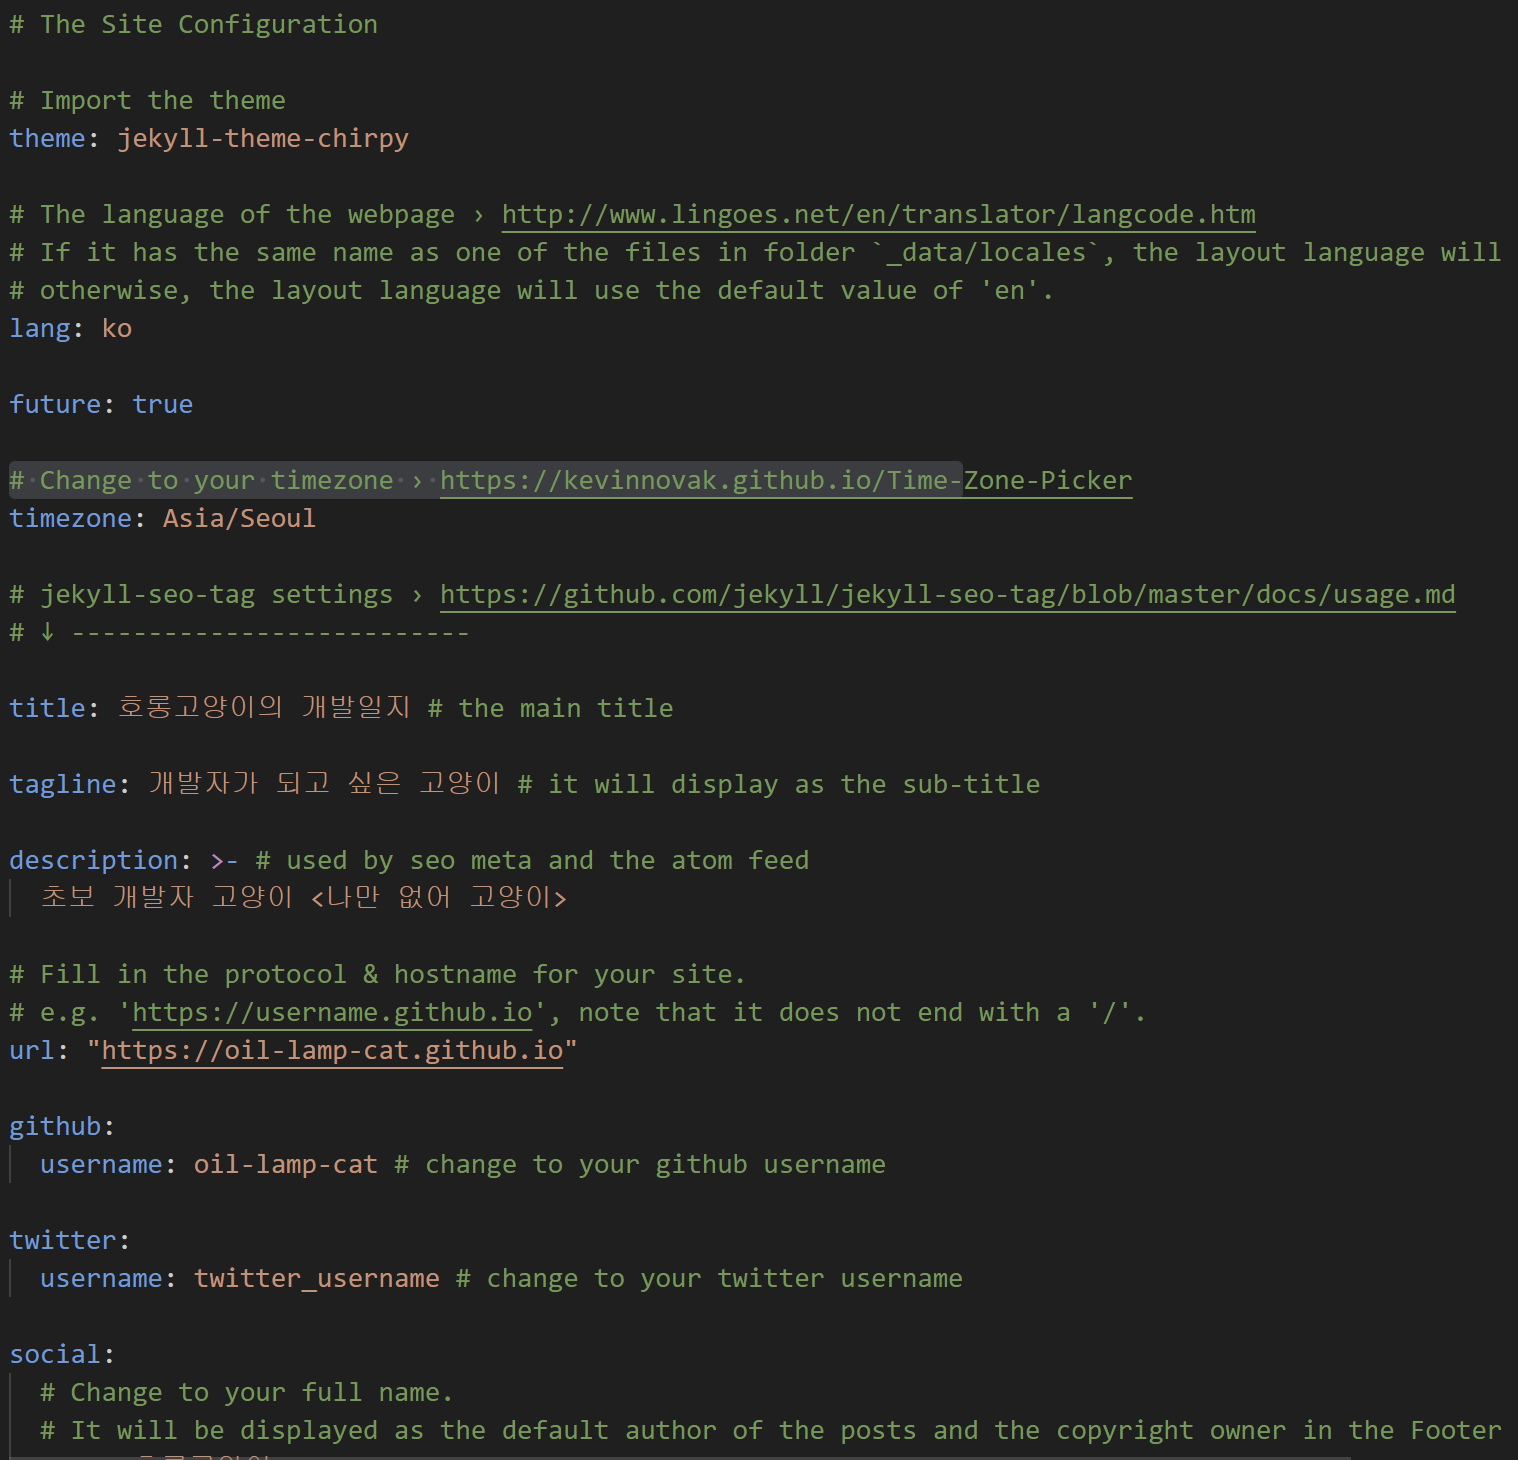 # The Site Configuration
# Import the theme
theme: jekyll-theme-chirpy
# The language of the webpage › http://www.lingoes.net/en/translator/langcode.htm
# If it has the same name as one of the files in folder `_data/locales`, the layout language will
# otherwise, the layout language will use the default value of 'en'.
lang: ko
future: true
# Change to your timezone › https://kevinnovak.github.io/Time-Zone-Picker
timezone: Asia/Seoul
# jekyll-seo-tag settings › https://github.com/jekyll/jekyll-seo-tag/blob/master/docs/usage.md
# ↓ --------------------------
title: 호롱고양이의 개발일지 # the main title
tagline: 개발자가 되고 싶은 고양이 # it will display as the sub-title
description: >- # used by seo meta and the atom feed
초보 개발자 고양이 <나만 없어 고양이>
# Fill in the protocol & hostname for your site.
# e.g. 'https://username.github.io', note that it does not end with a '/'.
url: "https://oil-lamp-cat.github.io"
github:
username: oil-lamp-cat # change to your github username
twitter:
username: twitter_username # change to your twitter username
social:
# Change to your full name.
# It will be displayed as the default author of the posts and the copyright owner in the Footer